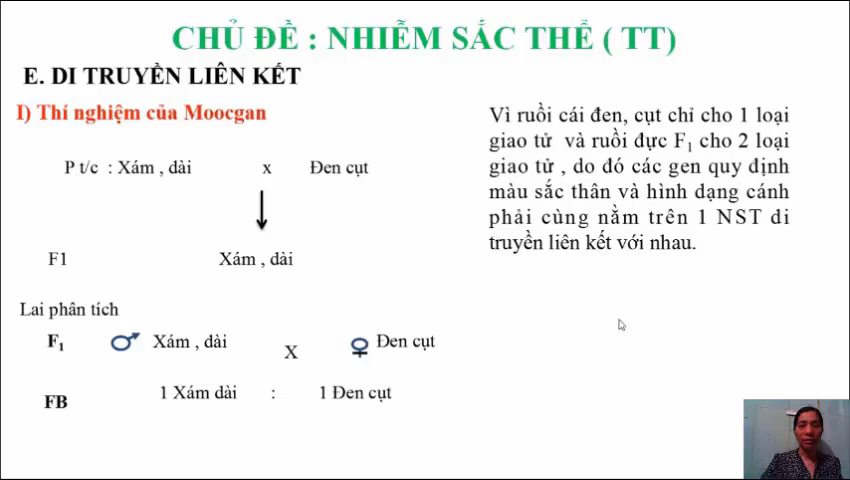 CHỦ ĐỀ : NHIỄM SẮC THỂ ( TT)
E. DI TRUYỀN LIÊN KẾT
I) Thí nghiệm của Moocgan
P t/c : Xám , dài x Đen cụt
F1 Xám , dài
Lai phân tích
F1 ♂ Xám , dài X ♀ Đen cụt
FB 1 Xám dài : 1 Đen cụt
Vì ruồi cái đen, cụt chỉ cho 1 loại
giao tử và ruồi đực F1 cho 2 loại
giao tử , do đó các gen quy định
màu sắc thân và hình dạng cánh
phải cùng nằm trên 1 NST di
truyền liên kết với nhau.